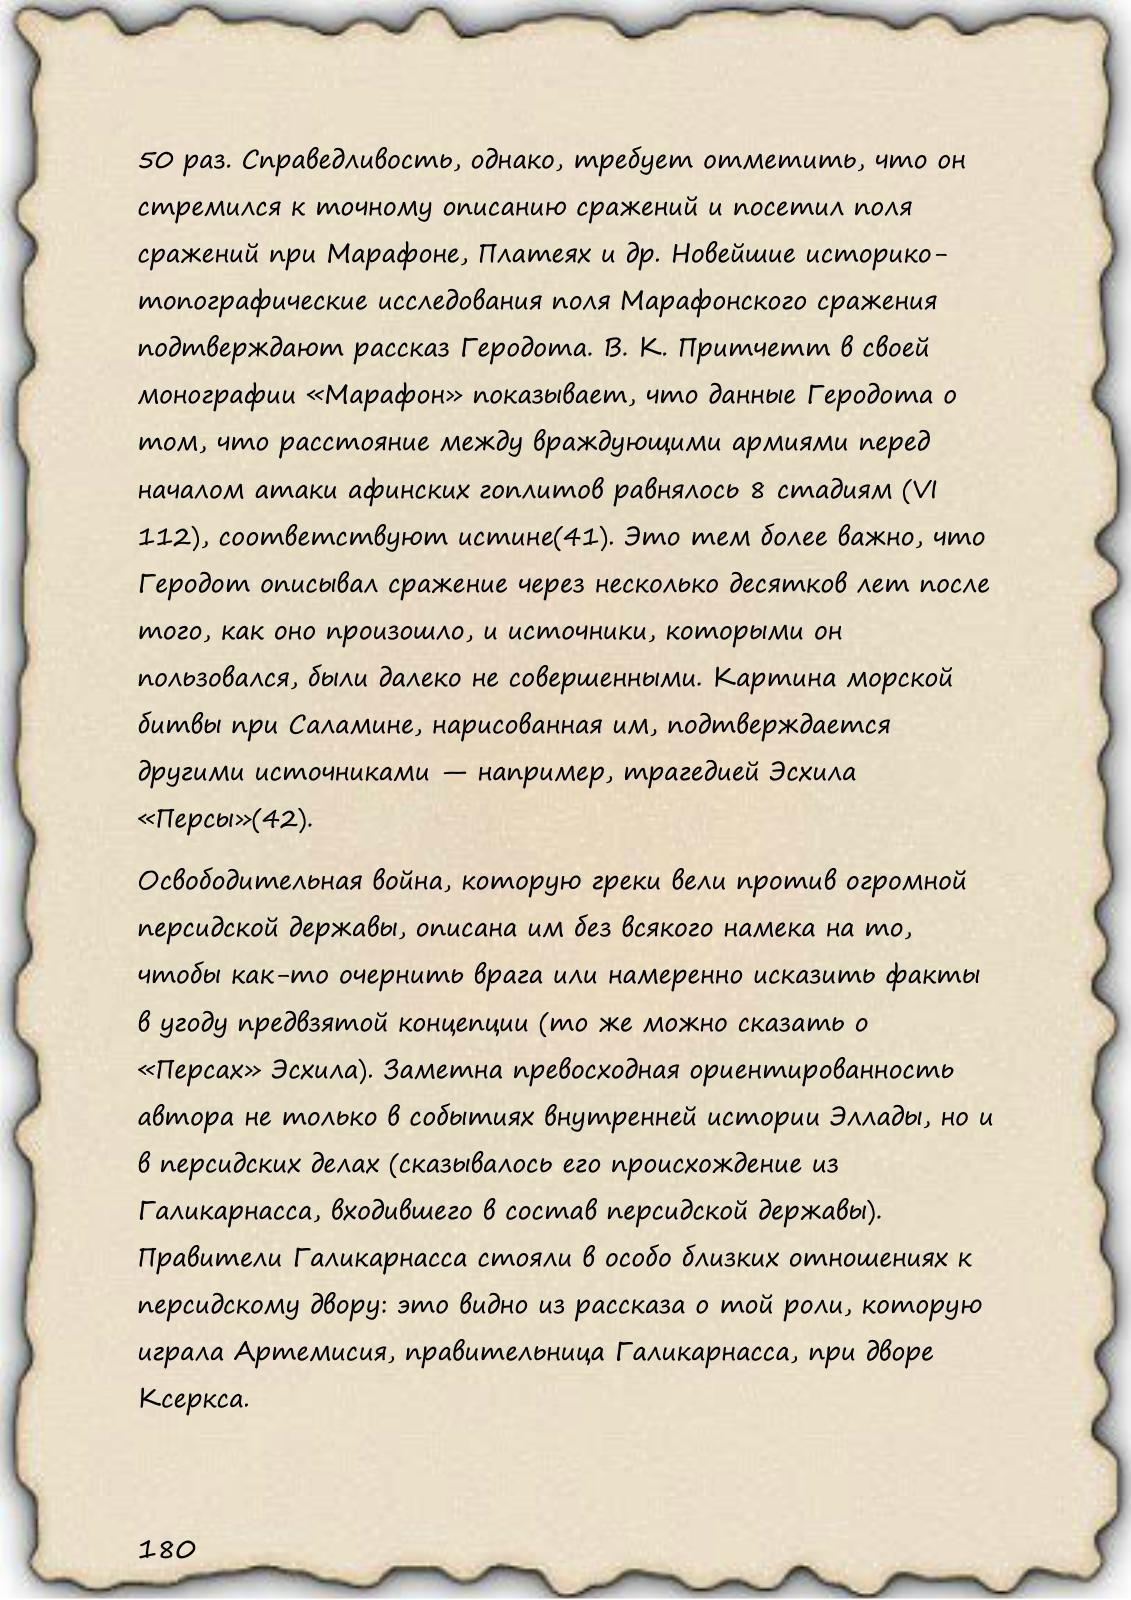 50 раз. Справедливость, однако, требует отметить, что он
стремился к точному описанию сражений и посетил поля
сражений при Марафоне, Платеях и др. Новейшие историко-
топографические исследования поля Марафонского сражения
подтверждают рассказ Геродота. В. К. Притчетт в своей
монографии «Марафон» показывает, что данные Геродота о
том, что расстояние между враждующими армиями перед
началом атаки афинских гоплитов равнялось 8 стадиям (VI
112), соответствуют истине(41). Это тем более важно, что
Геродот описывал сражение через несколько десятков лет после
того, как оно произошло, и источники, которыми он
пользовался, были далеко не совершенными. Картина морской
битвы при Саламине, нарисованная им, подтверждается
другими источниками — например, трагедией Эсхила
«Персы»(42).
Освободительная война, которую греки вели против огромной
персидской державы, описана им без всякого намека на то,
чтобы как-то очернить врага или намеренно исказить факты
в угоду предвзятой концепции (то же можно сказать о
«Персах» Эсхила). Заметна превосходная ориентированность
автора не только в событиях внутренней истории Эллады, но и
в персидских делах (сказывалось его происхождение из
Галикарнасса, входившего в состав персидской державы).
Правители Галикарнасса стояли в особо близких отношениях к
персидскому двору: это видно из рассказа о той роли, которую
играла Артемисия, правительница Галикарнасса, при дворе
Ксеркса.
180